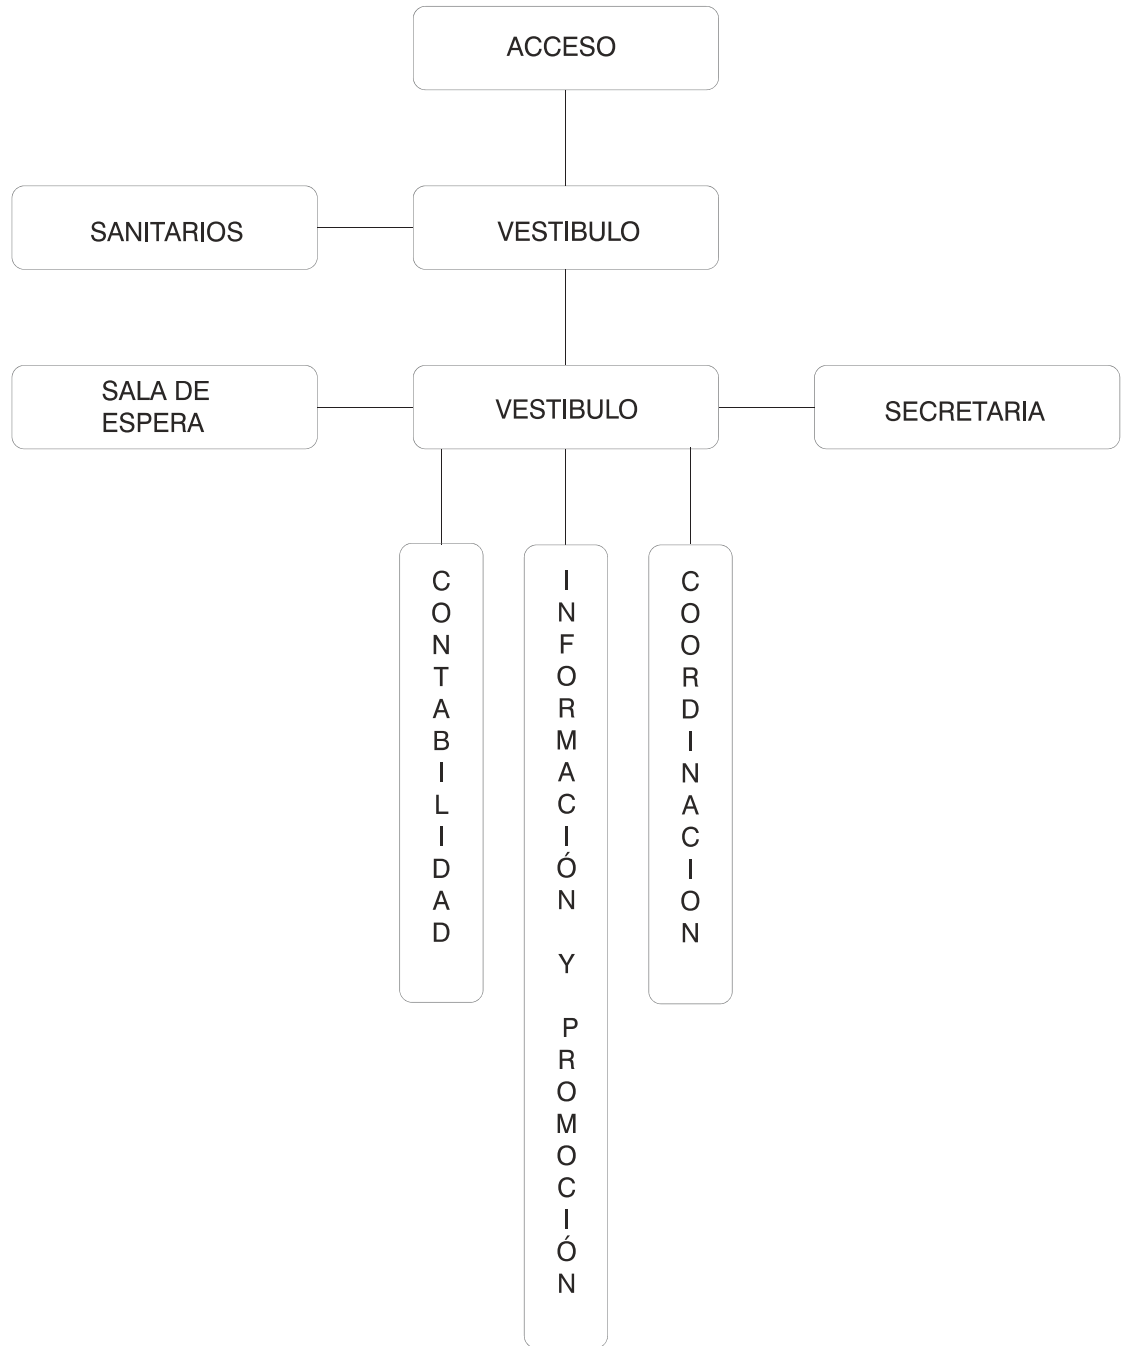 ACCESO
SANITARIOS
VESTIBULO
SALA DE
ESPERA
VESTIBULO
SECRETARIA
CONTABILIDAD
INFORMACIÓN Y PROMOCIÓN
COORDINACION